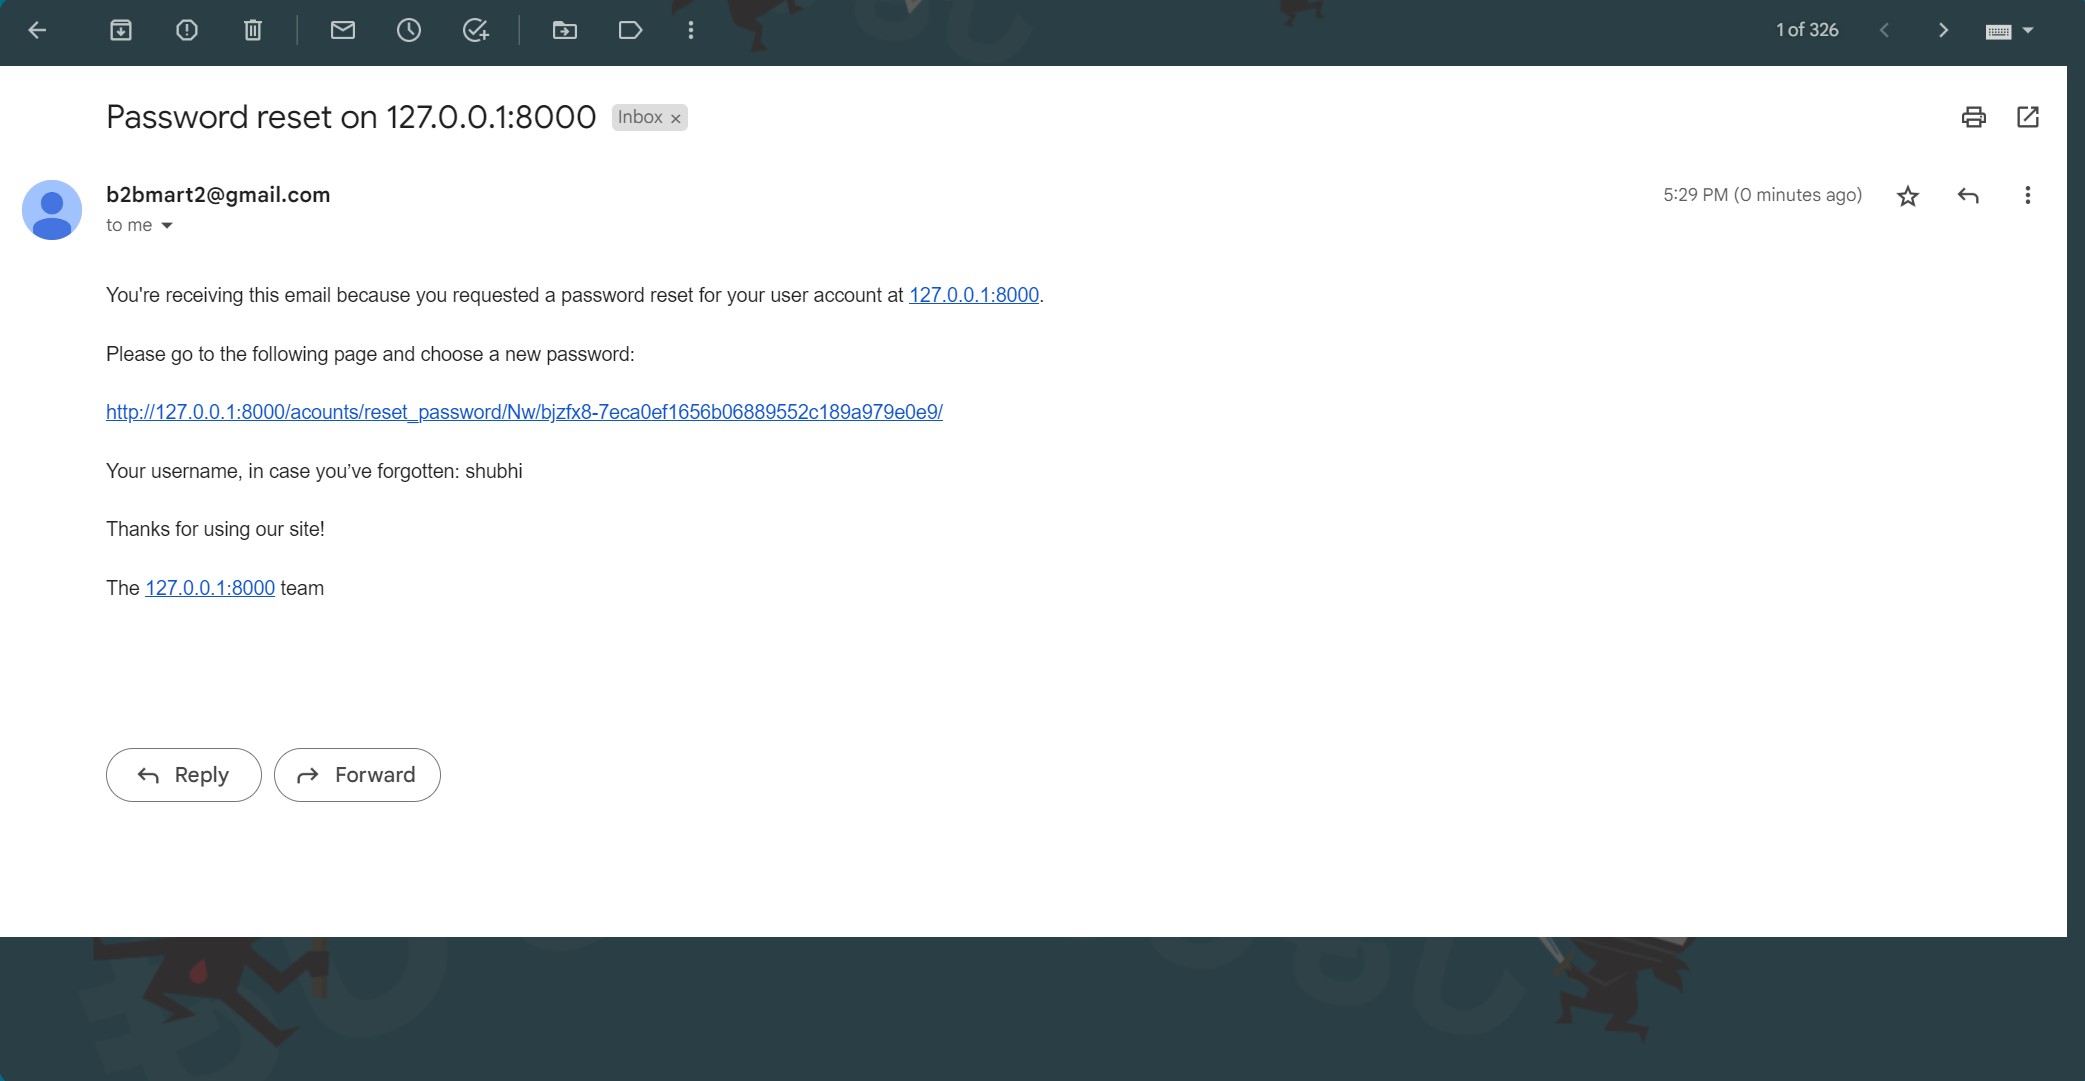 1 of 326
Password reset on 127.0.0.1:8000 Inbox ×
b2bmart2@gmail.com 5:29 PM (0 minutes ago)
to me
You're receiving this email because you requested a password reset for your user account at 127.0.0.1:8000.
Please go to the following page and choose a new password:
http://127.0.0.1:8000/acounts/reset_password/Nw/bjzfx8-7eca0ef1656b06889552c189a979e0e9/
Your username, in case you’ve forgotten: shubhi
Thanks for using our site!
The 127.0.0.1:8000 team
Reply Forward